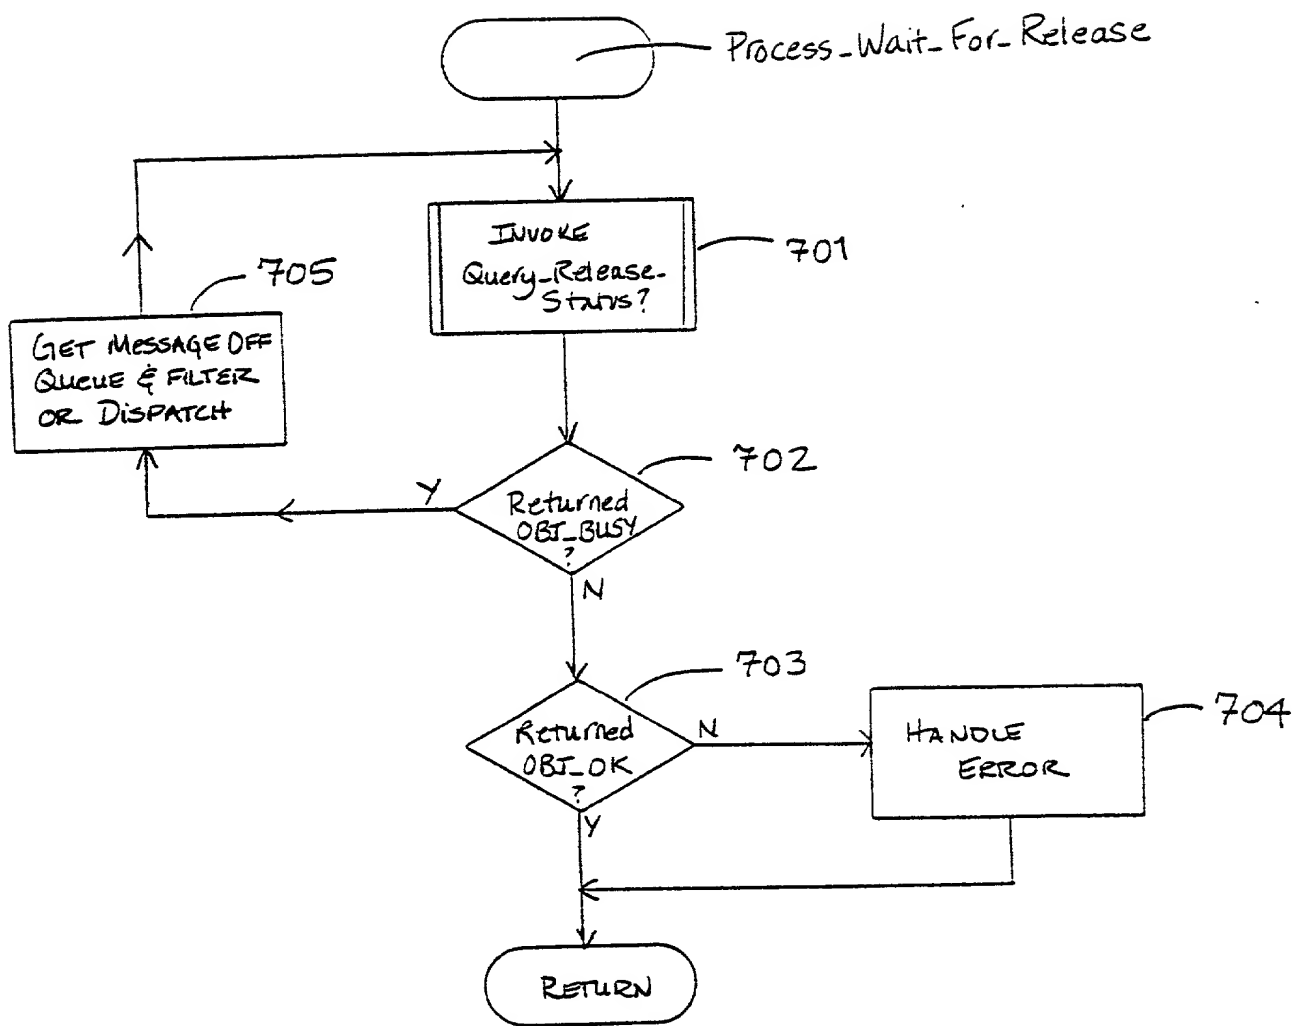 Process_Wait_For_Release
INVOKE
Query_Release_
Status?
701
705
GET MESSAGE OFF
QUEUE & FILTER
OR DISPATCH
702
Y
Returned
OBJ_BUSY
?
N
703
Returned
OBJ_OK
?
N
Y
HANDLE
ERROR
704
RETURN